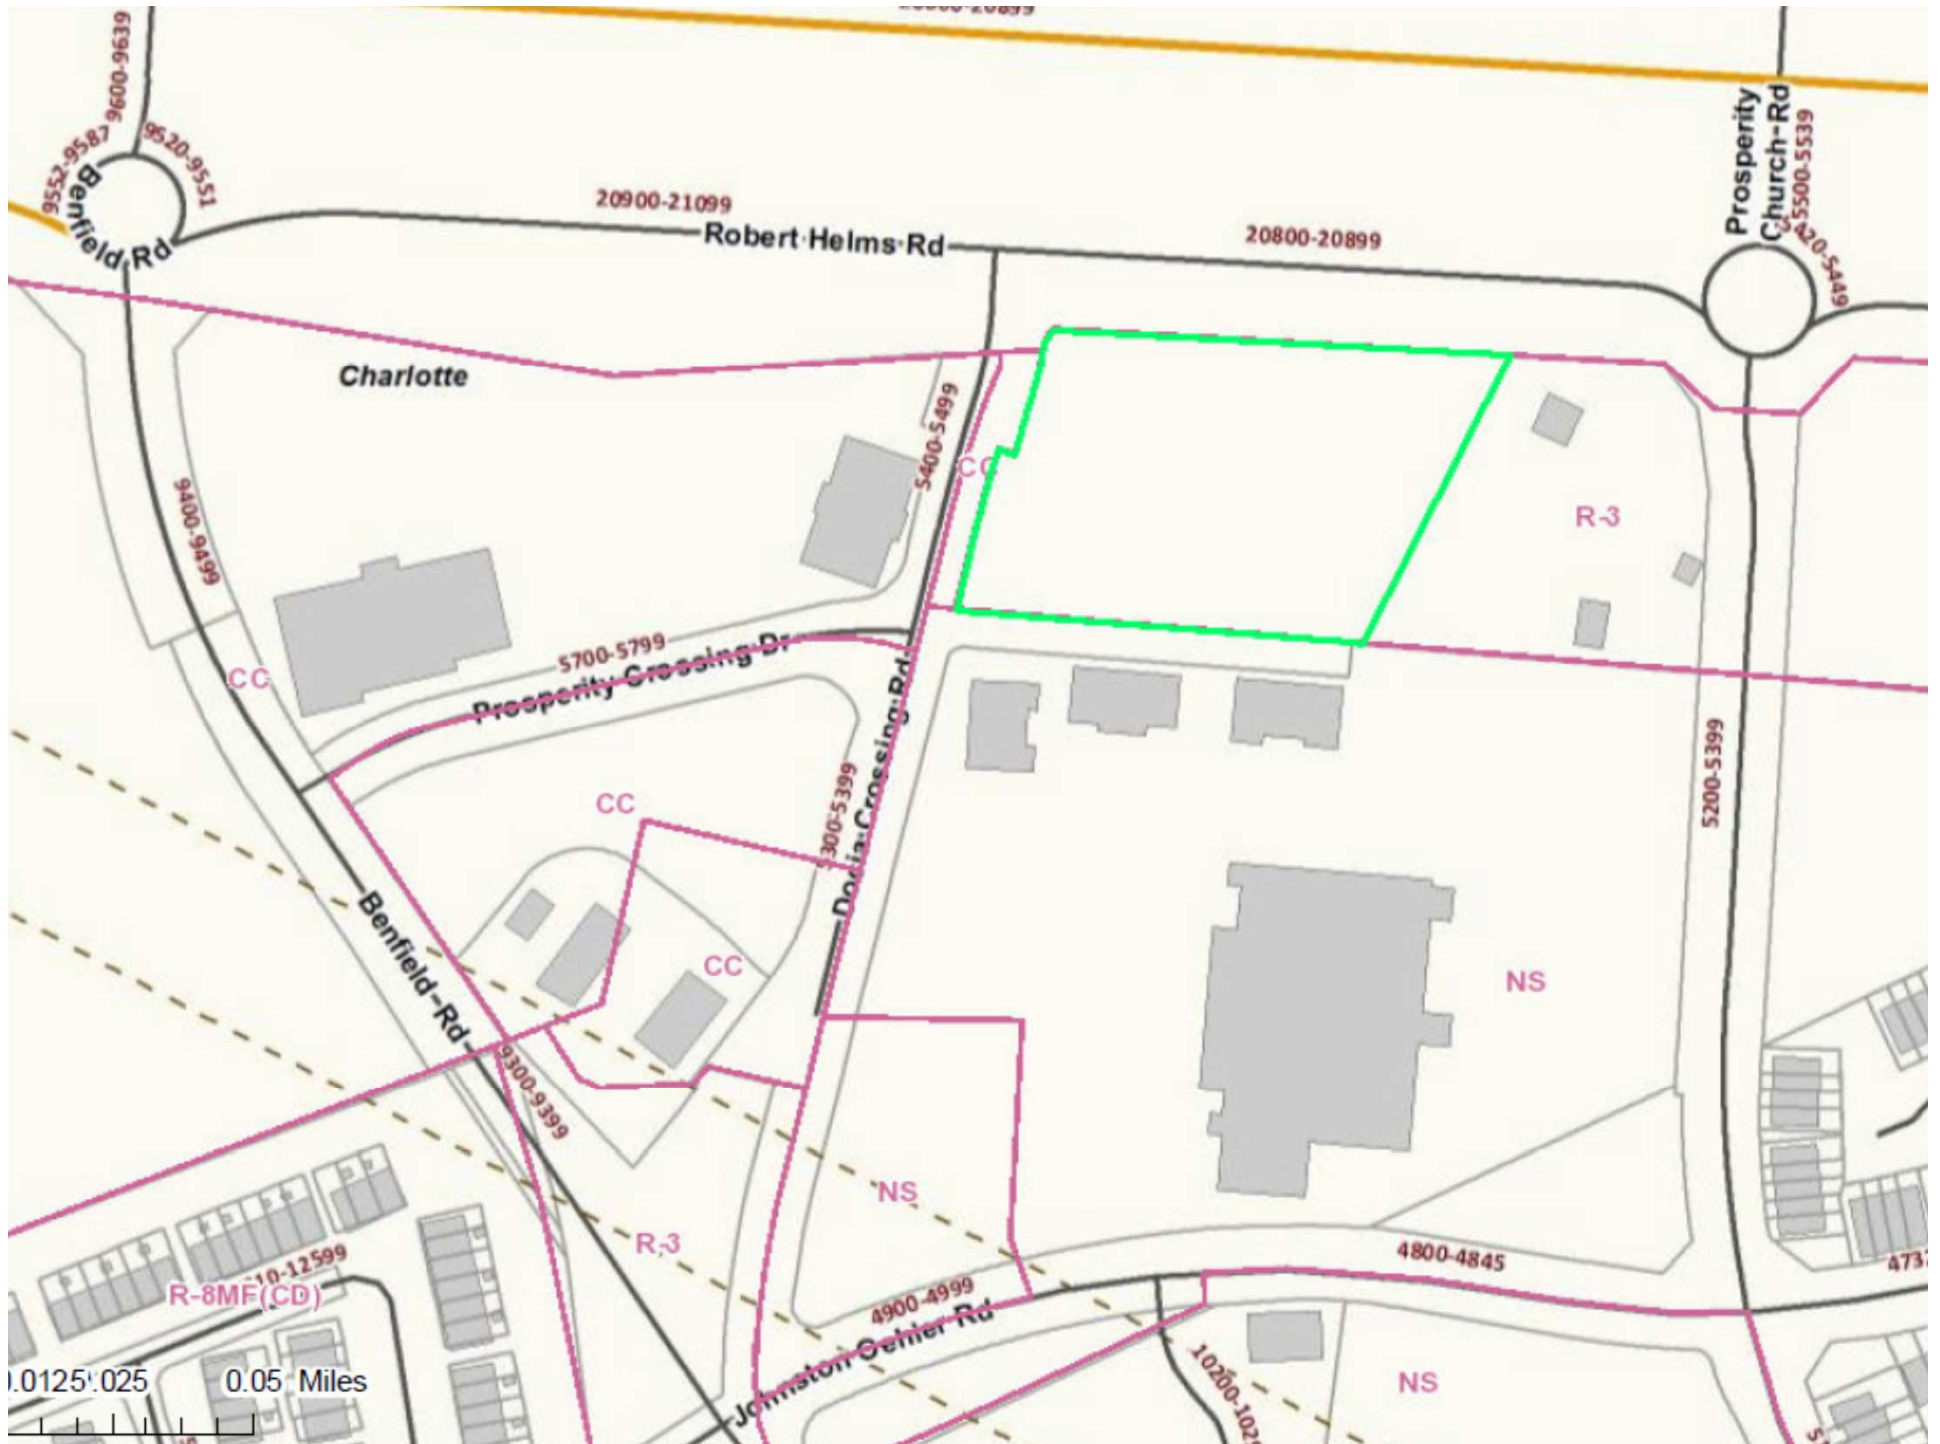 9600-9639
9552-9587
9520-9551
Benfield Rd
20900-21099
Robert Helms Rd
20800-20899
Prosperity
Church Rd
5500-5539
5420-5449
Charlotte
5400-5499
CC
R-3
9400-9499
CC
5700-5799
Prosperity Crossing Dr
5200-5399
CC
Docia Crossing Rd
Benfield Rd
CC
NS
9300-9399
NS
R-3
4800-4845
R-8MF(CD)
4900-4999
Johnston Oehler Rd
NS
0.05 Miles